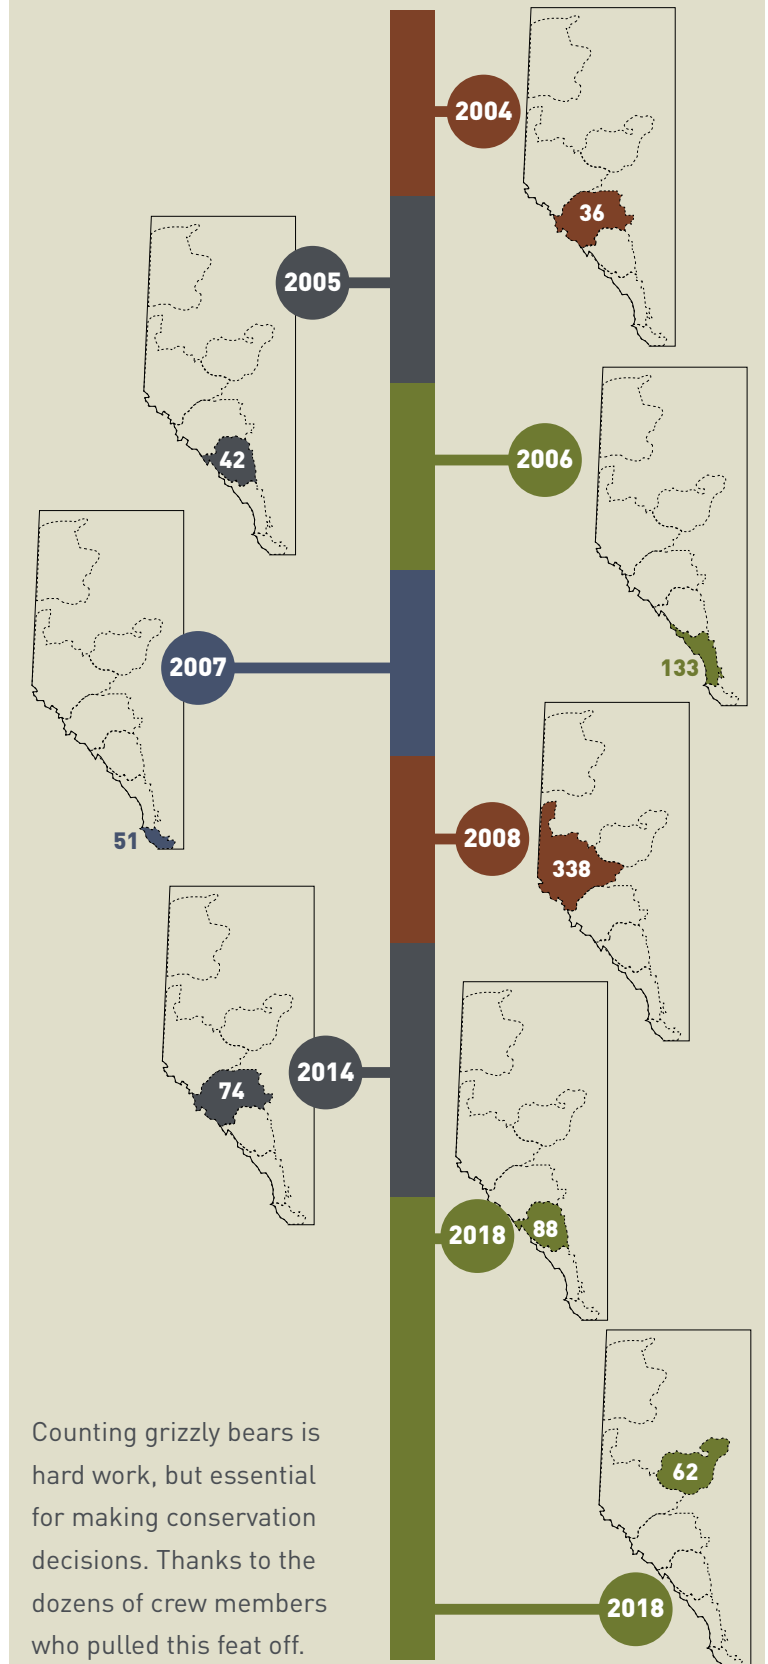 2004
36
2005
42
2006
133
2007
51
2008
338
2014
74
2018
88
62
2018
Counting grizzly bears is
hard work, but essential
for making conservation
decisions. Thanks to the
dozens of crew members
who pulled this feat off.